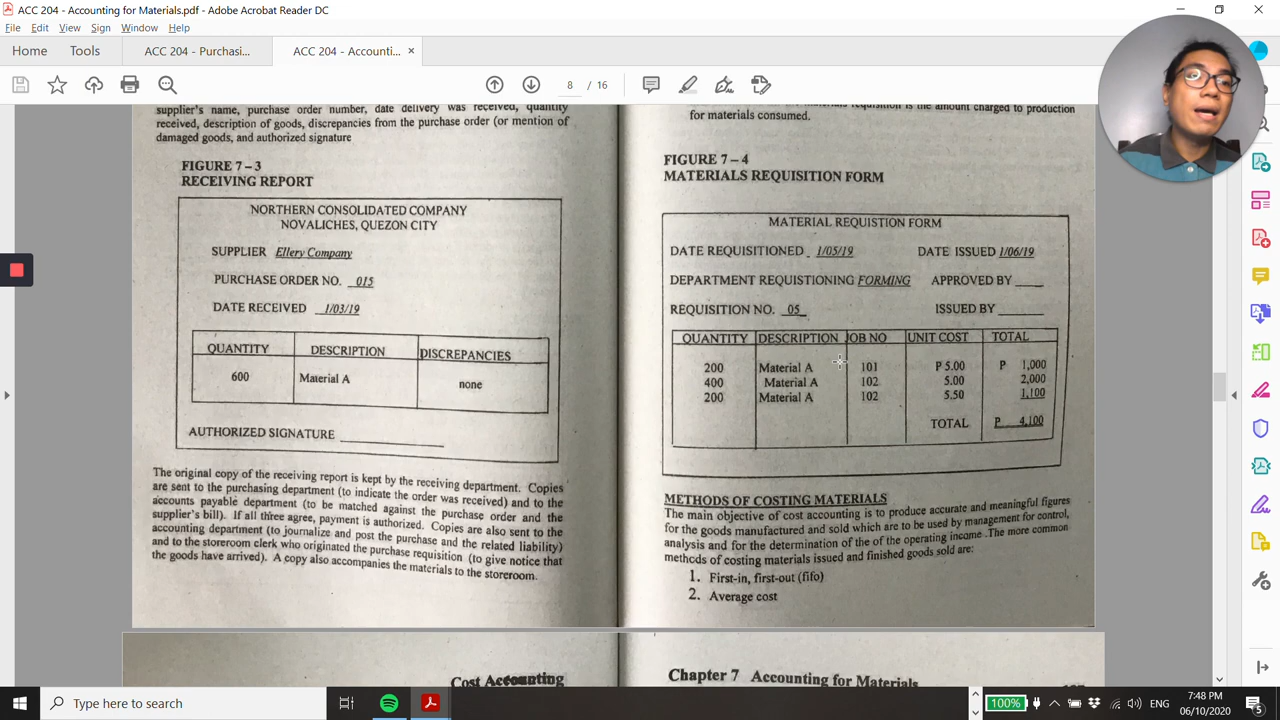 ACC 204 - Accounting for Materials.pdf - Adobe Acrobat Reader DC
File Edit View Sign Window Help
Home Tools ACC 204 - Purchasi... ACC 204 - Accounti... ×
8 / 16
supplier's name, purchase order number, date delivery was received, quantity
received, description of goods, discrepancies from the purchase order (or mention of
damaged goods, and authorized signature
FIGURE 7 – 3
RECEIVING REPORT
NORTHERN CONSOLIDATED COMPANY
NOVALICHES, QUEZON CITY
SUPPLIER Ellery Company
PURCHASE ORDER NO. 015
DATE RECEIVED 1/03/19
QUANTITY DESCRIPTION DISCREPANCIES
600 Material A none
AUTHORIZED SIGNATURE
The original copy of the receiving report is kept by the receiving department. Copies
are sent to the purchasing department (to indicate the order was received) and to the
accounts payable department (to be matched against the purchase order and the
supplier's bill). If all three agree, payment is authorized. Copies are also sent to the
accounting department (to journalize and post the purchase and the related liability)
and to the storeroom clerk who originated the purchase requisition (to give notice that
the goods have arrived). A copy also accompanies the materials to the storeroom.
materials requisition is the amount charged to production
for materials consumed.
FIGURE 7 – 4
MATERIALS REQUISITION FORM
MATERIAL REQUISTION FORM
DATE REQUISITIONED 1/05/19 DATE ISSUED 1/06/19
DEPARTMENT REQUISTIONING FORMING APPROVED BY
REQUISITION NO. 05 ISSUED BY
QUANTITY DESCRIPTION JOB NO UNIT COST TOTAL
200 Material A 101 P 5.00 P 1,000
400 Material A 102 5.00 2,000
200 Material A 102 5.50 1,100
TOTAL P 4,100
METHODS OF COSTING MATERIALS
The main objective of cost accounting is to produce accurate and meaningful figures
for the goods manufactured and sold which are to be used by management for control,
analysis and for the determination of the of the operating income .The more common
methods of costing materials issued and finished goods sold are:
1. First-in, first-out (fifo)
2. Average cost
Cost Accounting
Chapter 7 Accounting for Materials
Type here to search
100%
ENG
7:48 PM
06/10/2020
5